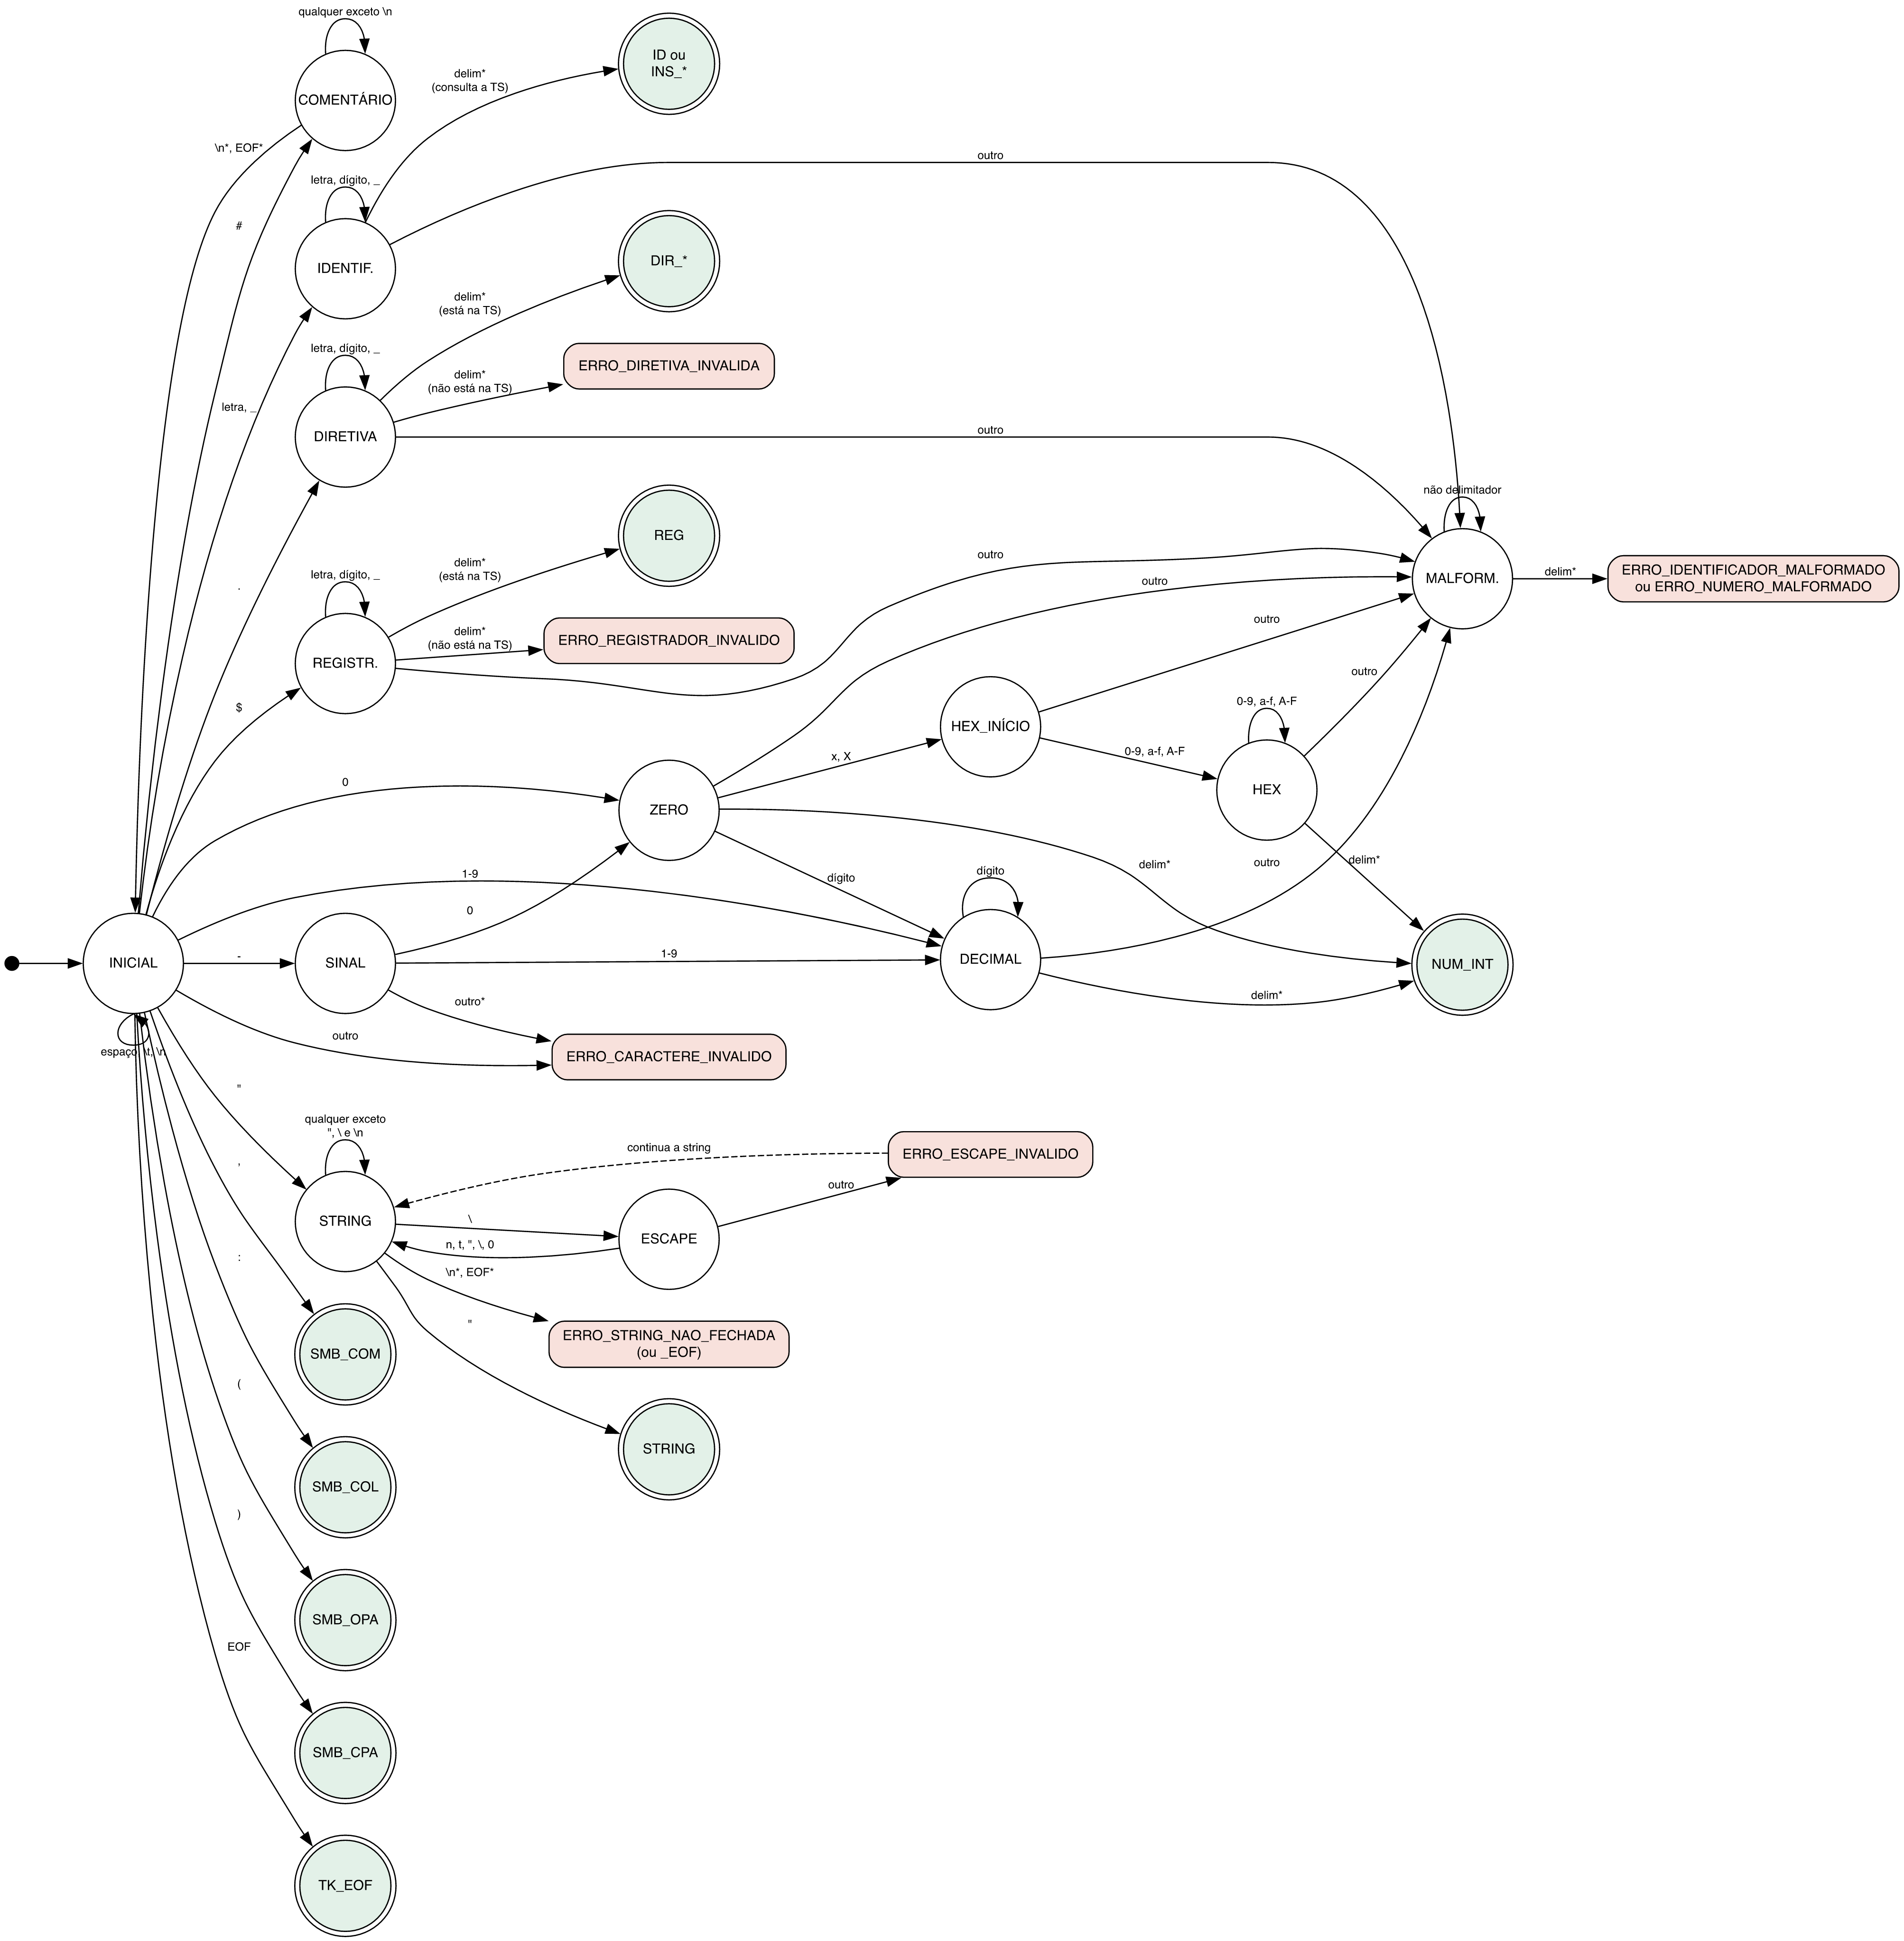 qualquer exceto \n
COMENTÁRIO
\n*, EOF*
#
delim*
(consulta a TS)
ID ou
INS_*
letra, dígito, _
IDENTIF.
outro
letra, _
delim*
(está na TS)
DIR_*
letra, dígito, _
DIRETIVA
delim*
(não está na TS)
ERRO_DIRETIVA_INVALIDA
outro
.
delim*
(está na TS)
REG
letra, dígito, _
REGISTR.
delim*
(não está na TS)
ERRO_REGISTRADOR_INVALIDO
outro
$
não delimitador
MALFORM.
delim*
ERRO_IDENTIFICADOR_MALFORMADO
ou ERRO_NUMERO_MALFORMADO
outro
outro
HEX_INÍCIO
x, X
0-9, a-f, A-F
0-9, a-f, A-F
HEX
outro
0
ZERO
dígito
delim*
delim*
outro
1-9
0
dígito
DECIMAL
INICIAL
-
SINAL
1-9
delim*
NUM_INT
outro*
outro
ERRO_CARACTERE_INVALIDO
espaço, \t, \n
"
qualquer exceto
", \ e \n
STRING
continua a string
ERRO_ESCAPE_INVALIDO
\
ESCAPE
outro
n, t, ", \, 0
\n*, EOF*
ERRO_STRING_NAO_FECHADA
(ou _EOF)
"
STRING
,
SMB_COM
:
SMB_COL
(
SMB_OPA
)
SMB_CPA
EOF
TK_EOF